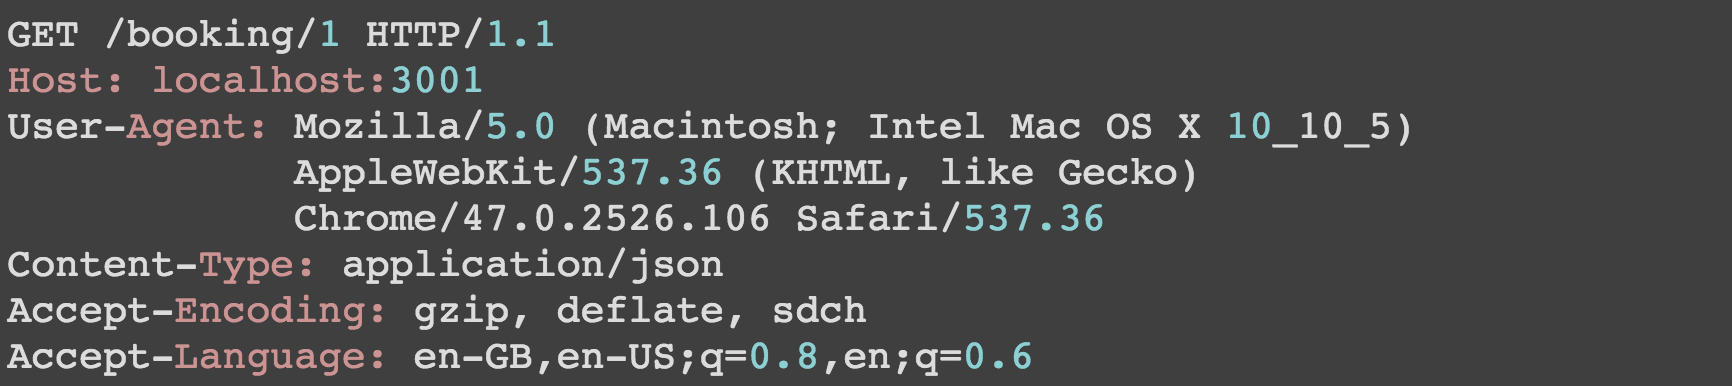 GET /booking/1 HTTP/1.1
Host: localhost:3001
User-Agent: Mozilla/5.0 (Macintosh; Intel Mac OS X 10_10_5)
AppleWebKit/537.36 (KHTML, like Gecko)
Chrome/47.0.2526.106 Safari/537.36
Content-Type: application/json
Accept-Encoding: gzip, deflate, sdch
Accept-Language: en-GB,en-US;q=0.8,en;q=0.6